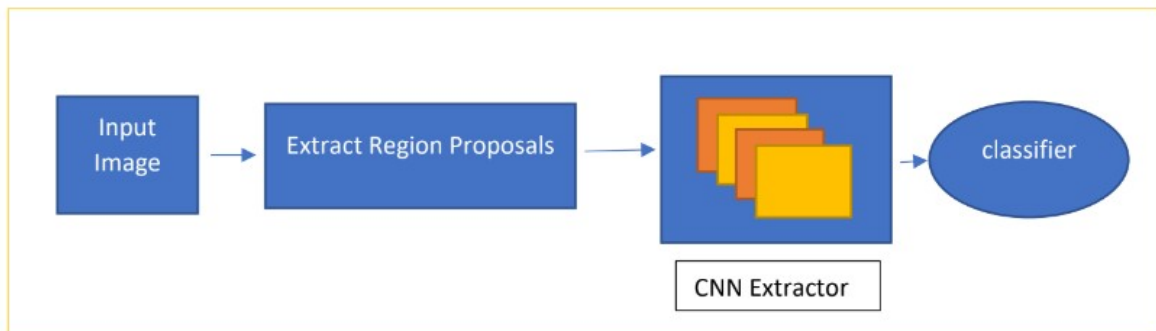 Input
Image
Extract Region Proposals
classifier
CNN Extractor